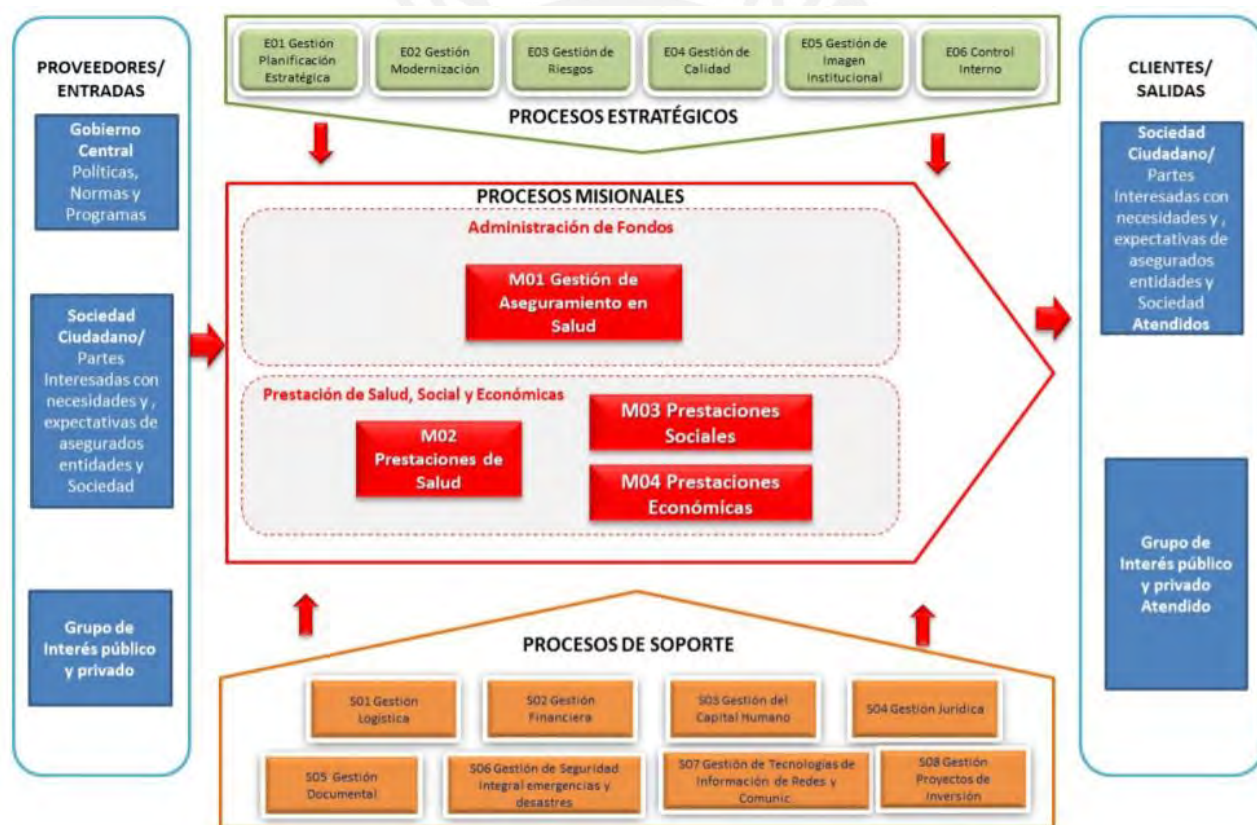 PROVEEDORES/
ENTRADAS
Gobierno
Central
Políticas,
Normas y
Programas
Sociedad
Ciudadano/
Partes
Interesadas con
necesidades y ,
expectativas de
asegurados
entidades y
Sociedad
Grupo de
Interés público
y privado
E01 Gestión
Planificación
Estratégica
E02 Gestión
Modernización
E03 Gestión de
Riesgos
E04 Gestión de
Calidad
E05 Gestión de
Imagen
Institucional
E06 Control
Interno
PROCESOS ESTRATÉGICOS
PROCESOS MISIONALES
Administración de Fondos
M01 Gestión de
Aseguramiento en
Salud
Prestación de Salud, Social y Económicas
M02
Prestaciones de
Salud
M03 Prestaciones
Sociales
M04 Prestaciones
Económicas
PROCESOS DE SOPORTE
S01 Gestión
Logística
S02 Gestión
Financiera
S03 Gestión del
Capital Humano
S04 Gestión Jurídica
S05 Gestión
Documental
S06 Gestión de Seguridad
Integral emergencias y
desastres
S07 Gestión de Tecnologías de
Información de Redes y
Comunic
S08 Gestión
Proyectos de
Inversión
CLIENTES/
SALIDAS
Sociedad
Ciudadano/
Partes
Interesadas con
necesidades y ,
expectativas de
asegurados
entidades y
Sociedad
Atendidos
Grupo de
Interés público
y privado
Atendido